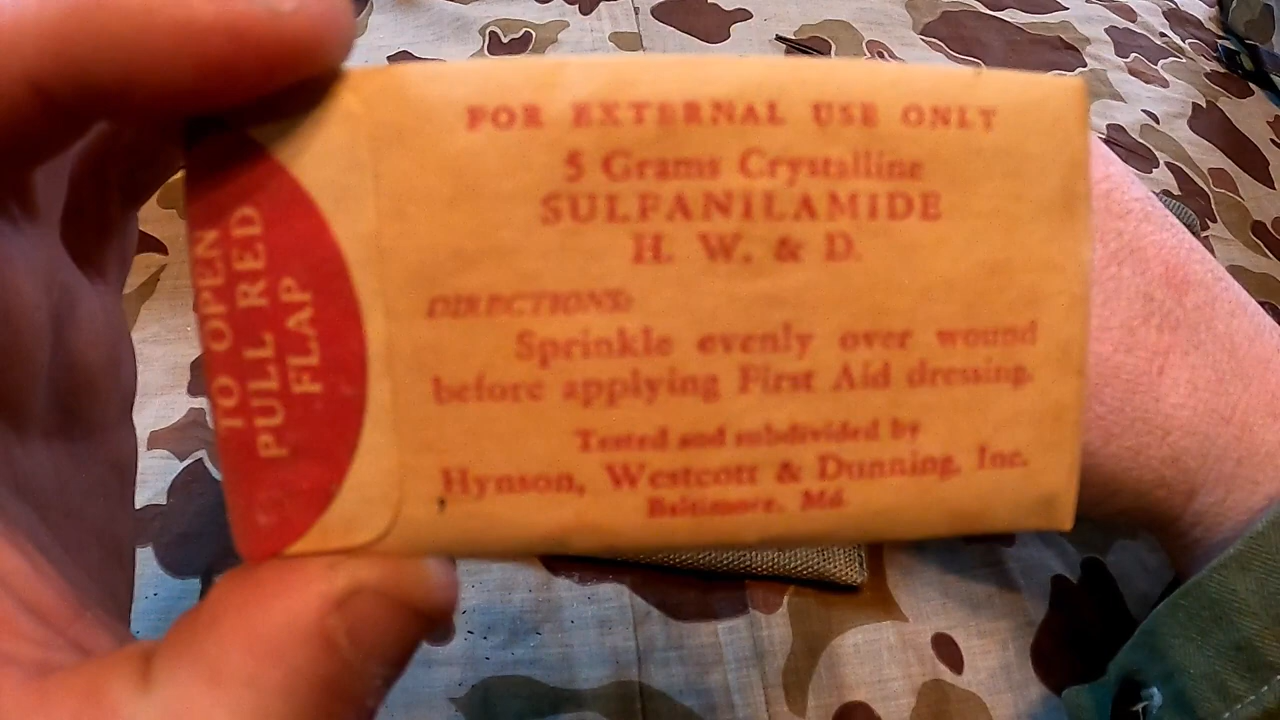 FOR EXTERNAL USE ONLY
5 Grams Crystalline
SULFANILAMIDE
H. W. & D.
DIRECTIONS:
Sprinkle evenly over wound
before applying First Aid dressing.
Tested and subdivided by
Hynson, Westcott & Dunning, Inc.
Baltimore, Md.
TO OPEN
PULL RED
FLAP